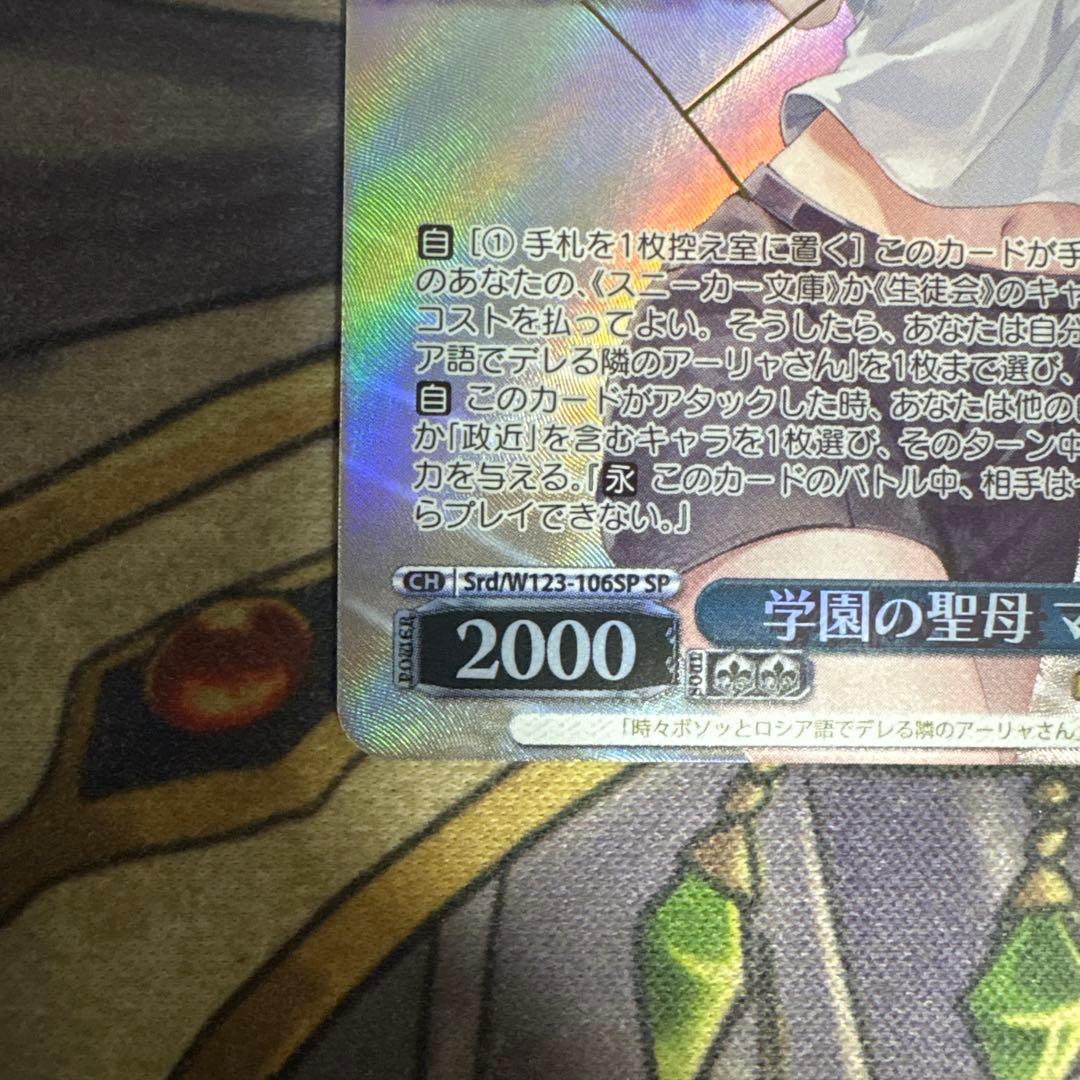 自 [① 手札を1枚控え室に置く] このカードが手
のあなたの、《スニーカー文庫》か《生徒会》のキャ
コストを払ってよい。そうしたら、あなたは自分
ア語でデレる隣のアーリャさん」を1枚まで選び、
自 このカードがアタックした時、あなたは他の
か「政近」を含むキャラを1枚選び、そのターン中
力を与える。『永 このカードのバトル中、相手は
らプレイできない。』
CH Srd/W123-106SP SP
POWER 2000 SOUL 学園の聖母 マ
「時々ボソッとロシア語でデレる隣のアーリャさん」